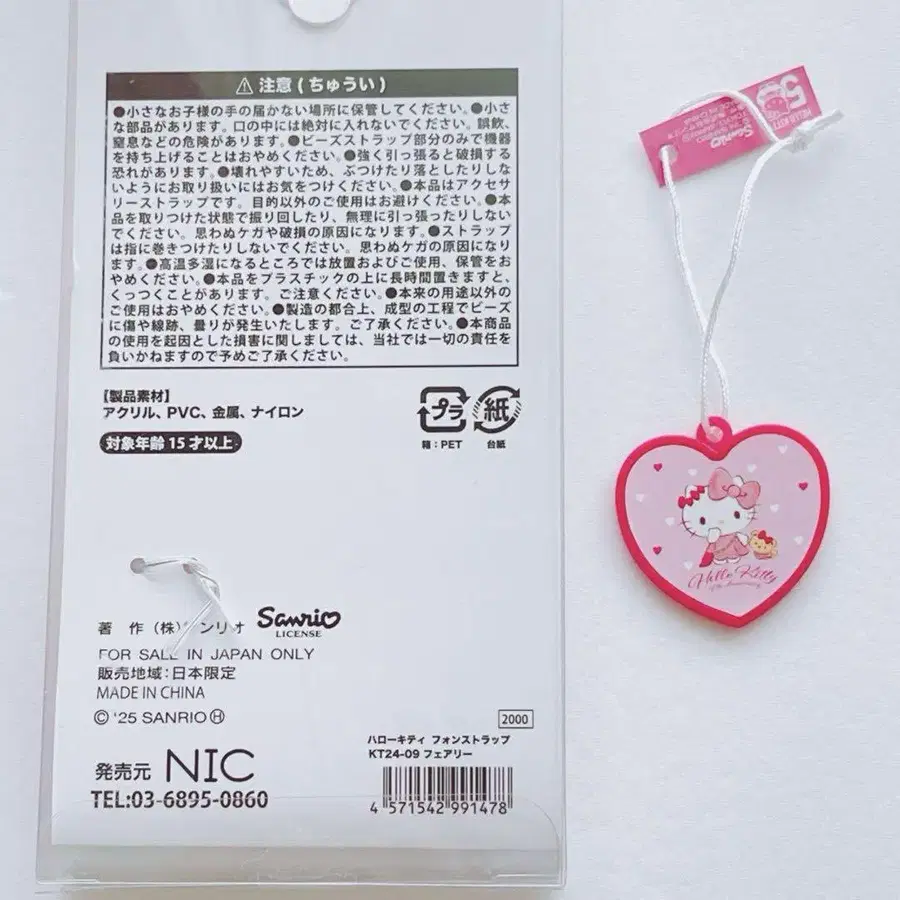 ⚠ 注意(ちゅうい)
●小さなお子様の手の届かない場所に保管してください。●小さ
な部品があります。口の中には絶対に入れないでください。誤飲、
窒息などの危険があります。●ビーズストラップ部分のみで機器
を持ち上げることはおやめください。●強く引っ張ると破損する
恐れがあります。●壊れやすいため、ぶつけたり落としたりしな
いようにお取り扱いにはお気をつけください。●本品はアクセサ
リーストラップです。目的以外のご使用はお避けください。●本
品を取りつけた状態で振り回したり、無理に引っ張ったりしない
でください。思わぬケガや破損の原因になります。●ストラップ
は指に巻きつけたりしないでください。思わぬケガの原因になり
ます。●高温多湿になるところでは放置およびご使用、保管をお
やめください。●本品をプラスチックの上に長時間置きますと、
くっつくことがあります。ご注意ください。●本来の用途以外の
ご使用はおやめください。●製造の都合上、成型の工程でビーズ
に傷や線跡、曇りが発生いたします。ご了承ください。●本商品
の使用を起因とした損害に関しましては、当社では一切の責任を
負いかねますので予めご了承ください。
【製品素材】
アクリル、PVC、金属、ナイロン
対象年齢15才以上
プラ
箱:PET
紙
台紙
著 作 (株)サンリオ
Sanrio
LICENSE
FOR SALE IN JAPAN ONLY
販売地域:日本限定
MADE IN CHINA
© '25 SANRIO Ⓗ
発売元 NIC
TEL:03-6895-0860
2000
ハローキティ フォンストラップ
KT24-09 フェアリー
4 571542 991478
HELLO KITTY
Sanrio
Hello Kitty